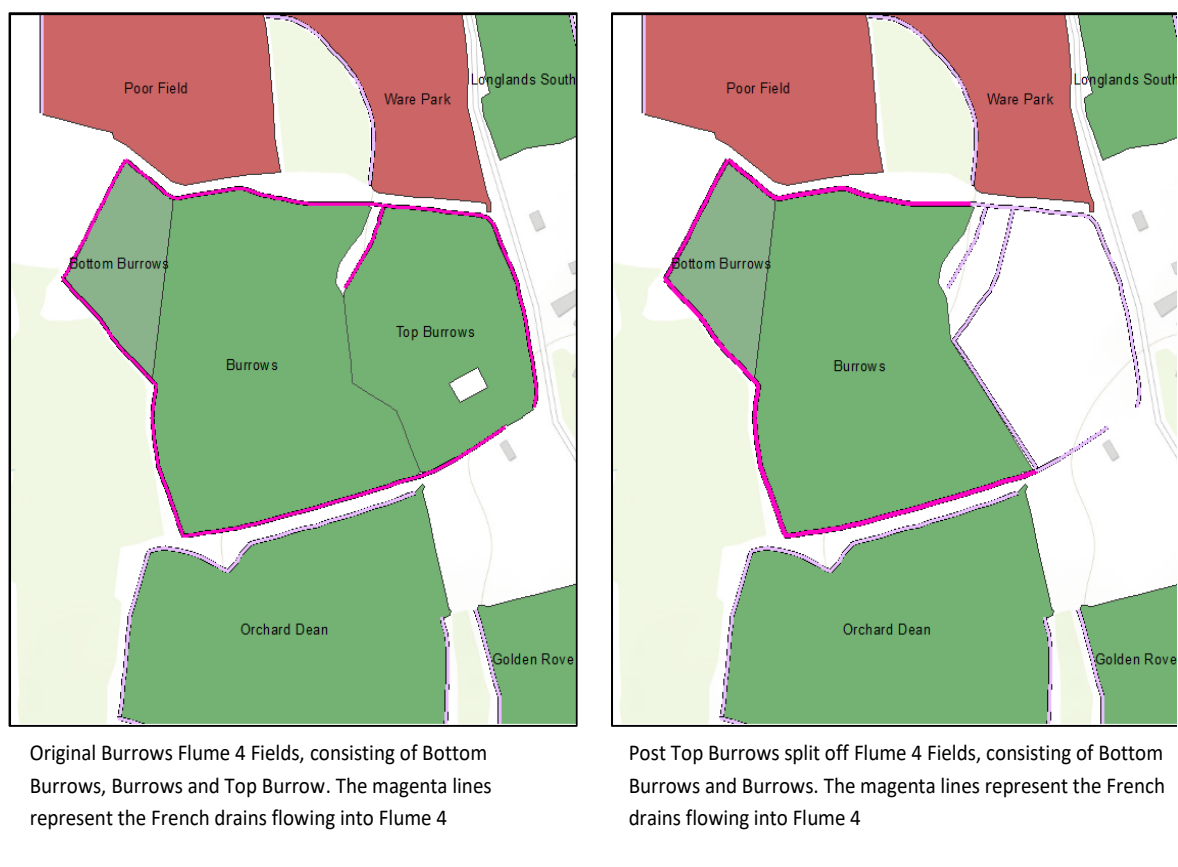 Poor Field
Ware Park
Longlands South
Bottom Burrows
Top Burrows
Burrows
Orchard Dean
Golden Rove
Poor Field
Ware Park
Longlands South
Bottom Burrows
Burrows
Orchard Dean
Golden Rove
Original Burrows Flume 4 Fields, consisting of Bottom
Burrows, Burrows and Top Burrow. The magenta lines
represent the French drains flowing into Flume 4
Post Top Burrows split off Flume 4 Fields, consisting of Bottom
Burrows and Burrows. The magenta lines represent the French
drains flowing into Flume 4